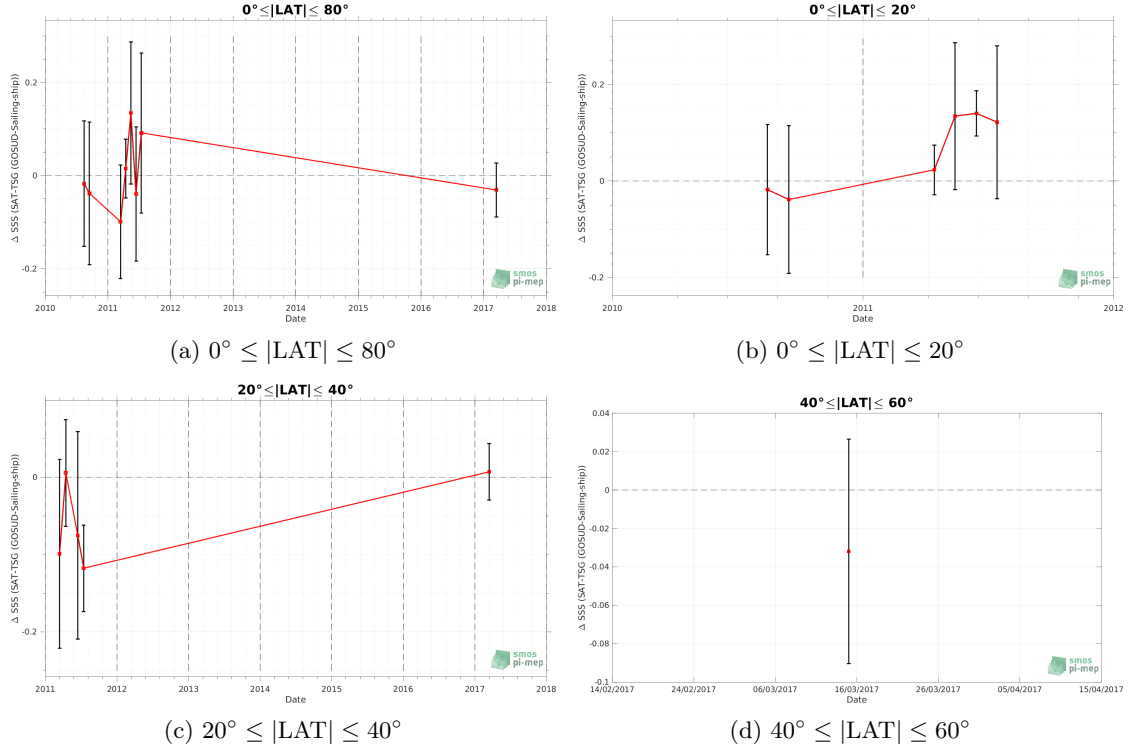 0°≤|LAT|≤ 80°
Δ SSS (SAT-TSG (GOSUD-Sailing-ship))
0.2
0
-0.2
2010 2011 2012 2013 2014 2015 2016 2017 2018
Date
smos
pi-mep
(a) 0° ≤ |LAT| ≤ 80°
0°≤|LAT|≤ 20°
Δ SSS (SAT-TSG (GOSUD-Sailing-ship))
0.2
0
-0.2
2010 2011 2012
Date
smos
pi-mep
(b) 0° ≤ |LAT| ≤ 20°
20°≤|LAT|≤ 40°
Δ SSS (SAT-TSG (GOSUD-Sailing-ship))
0
-0.2
2011 2012 2013 2014 2015 2016 2017 2018
Date
smos
pi-mep
(c) 20° ≤ |LAT| ≤ 40°
40°≤|LAT|≤ 60°
Δ SSS (SAT-TSG (GOSUD-Sailing-ship))
0.04
0.02
0
-0.02
-0.04
-0.06
-0.08
-0.1
14/02/2017 24/02/2017 06/03/2017 16/03/2017 26/03/2017 05/04/2017 15/04/2017
Date
smos
pi-mep
(d) 40° ≤ |LAT| ≤ 60°